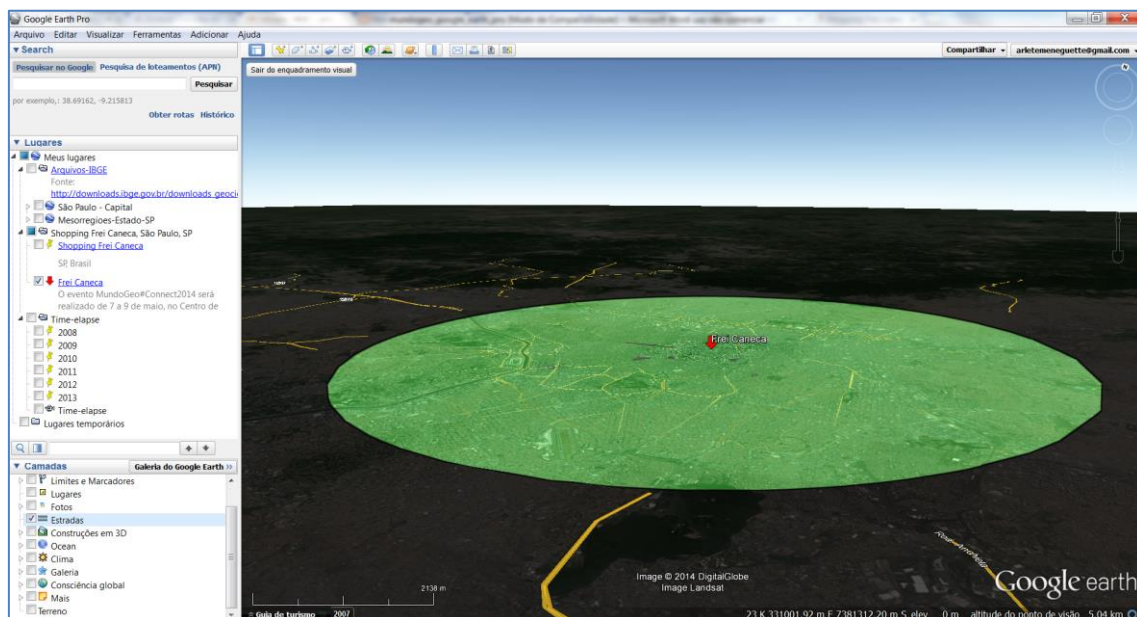 Google Earth Pro
Arquivo Editar Visualizar Ferramentas Adicionar Ajuda
▼ Search
Pesquisar no Google Pesquisa de loteamentos (APN)
Pesquisar
por exemplo,: 38.69162, -9.215813
Obter rotas Histórico
▼ Lugares
Meus lugares
Arquivos-IBGE
Fonte:
http://downloads.ibge.gov.br/downloads_geoci
São Paulo - Capital
Mesorregioes-Estado-SP
Shopping Frei Caneca, São Paulo, SP
Shopping Frei Caneca
SP, Brasil
Frei Caneca
O evento MundoGeo#Connect2014 será
realizado de 7 a 9 de maio, no Centro de
Time-elapse
2008
2009
2010
2011
2012
2013
Time-elapse
Lugares temporários
▼ Camadas
Galeria do Google Earth >>
Limites e Marcadores
Lugares
Fotos
Estradas
Construções em 3D
Ocean
Clima
Galeria
Consciência global
Mais
Terreno
Compartilhar
arletemeneguette@gmail.com
Sair do enquadramento visual
N
Frei Caneca
2138 m
Image © 2014 DigitalGlobe
Image Landsat
Google earth
Guia de turismo 2007
23 K 331001.92 m E 7381312.20 m S elev 0 m altitude do ponto de visão 5.04 km